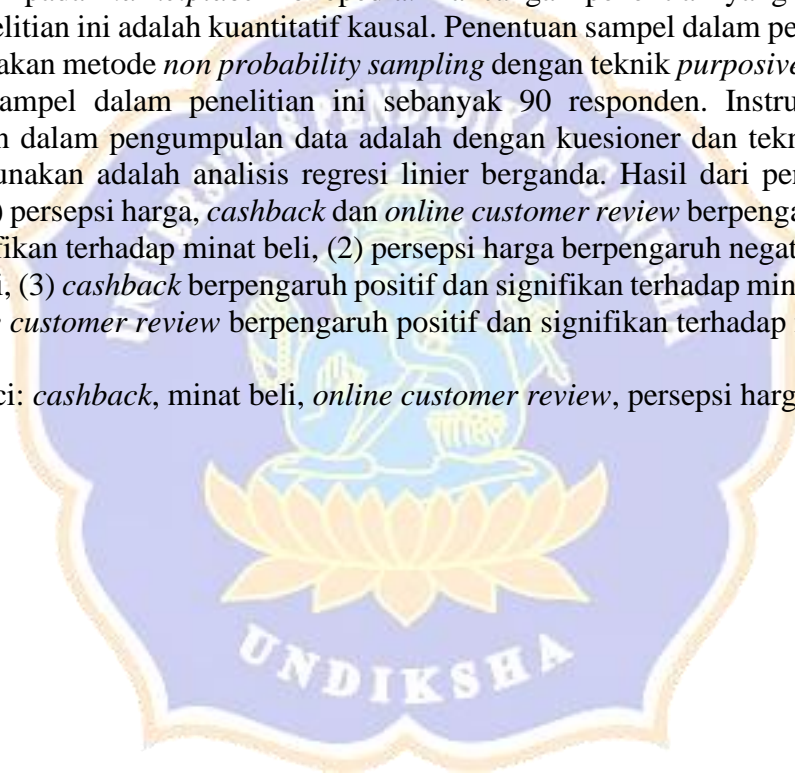 elitian ini adalah kuantitatif kausal. Penentuan sampel dalam pe
akan metode non probability sampling dengan teknik purposive
ampel dalam penelitian ini sebanyak 90 responden. Instru
n dalam pengumpulan data adalah dengan kuesioner dan tekn
unakan adalah analisis regresi linier berganda. Hasil dari per
) persepsi harga, cashback dan online customer review berpenga
fikan terhadap minat beli, (2) persepsi harga berpengaruh negat
i, (3) cashback berpengaruh positif dan signifikan terhadap min
customer review berpengaruh positif dan signifikan terhadap
ci: cashback, minat beli, online customer review, persepsi harg
UNIVERSITAS PENDIDIKAN GANESHA
UNDIKSHA